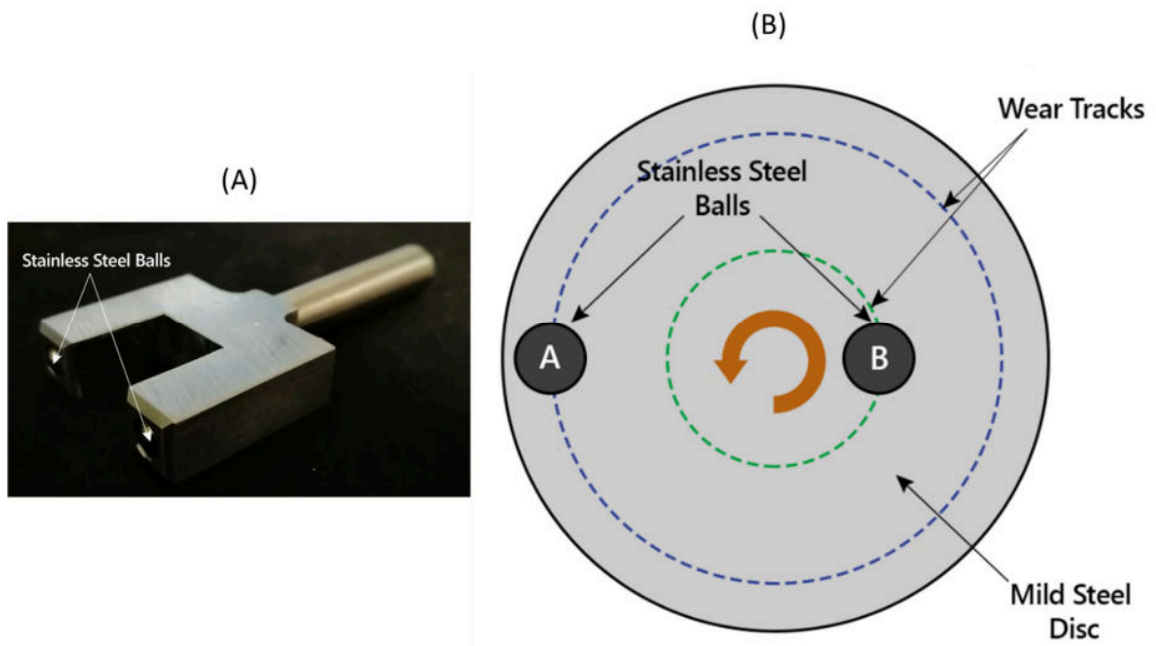 (A)
Stainless Steel Balls
(B)
Wear Tracks
Stainless Steel
Balls
A
B
Mild Steel
Disc